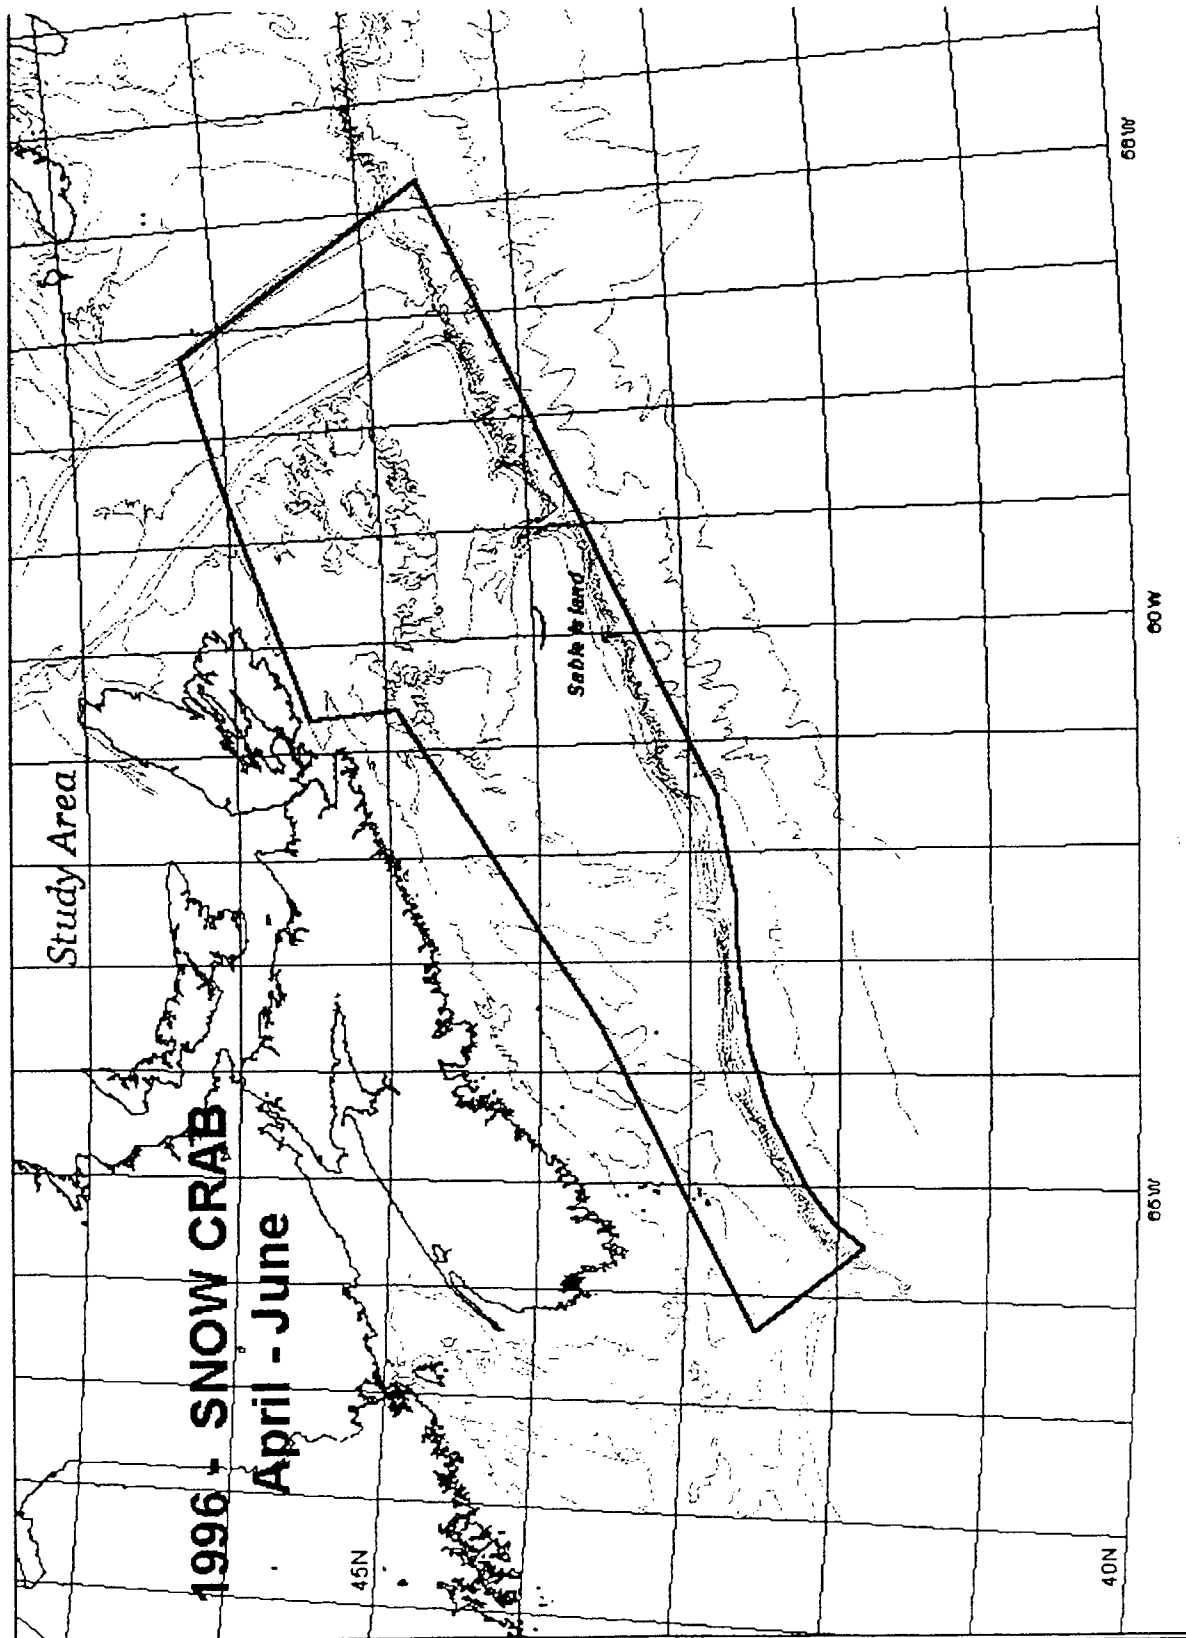 1996 - SNOW CRAB
April - June
Study Area
Sable Island
45N
40N
65W
60W
55W